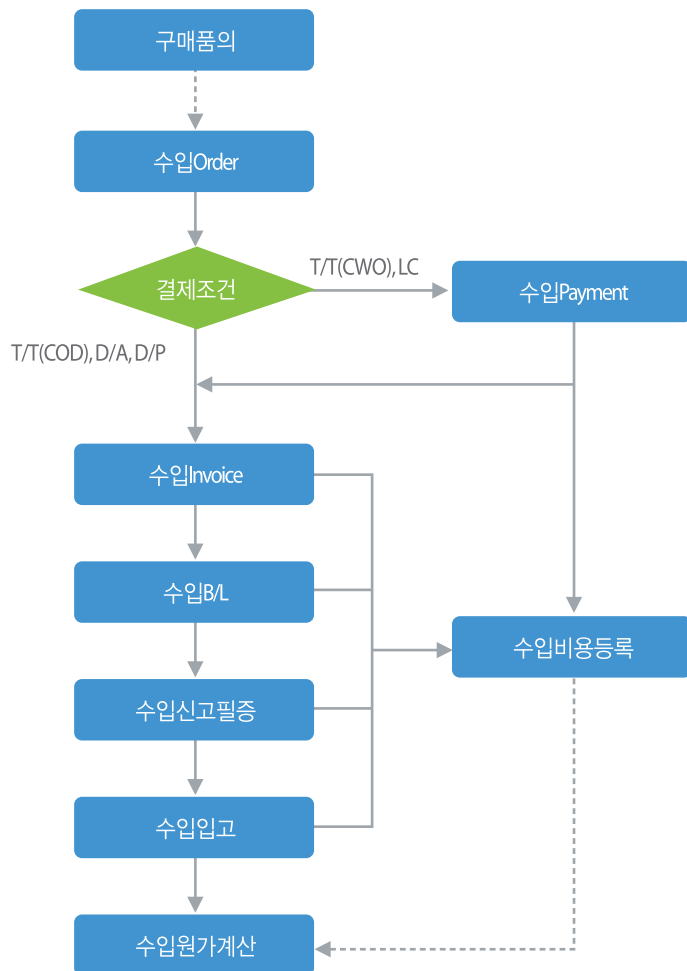 구매품의
수입Order
결제조건
T/T(CWO), LC
수입Payment
T/T(COD), D/A, D/P
수입Invoice
수입B/L
수입비용등록
수입신고필증
수입입고
수입원가계산